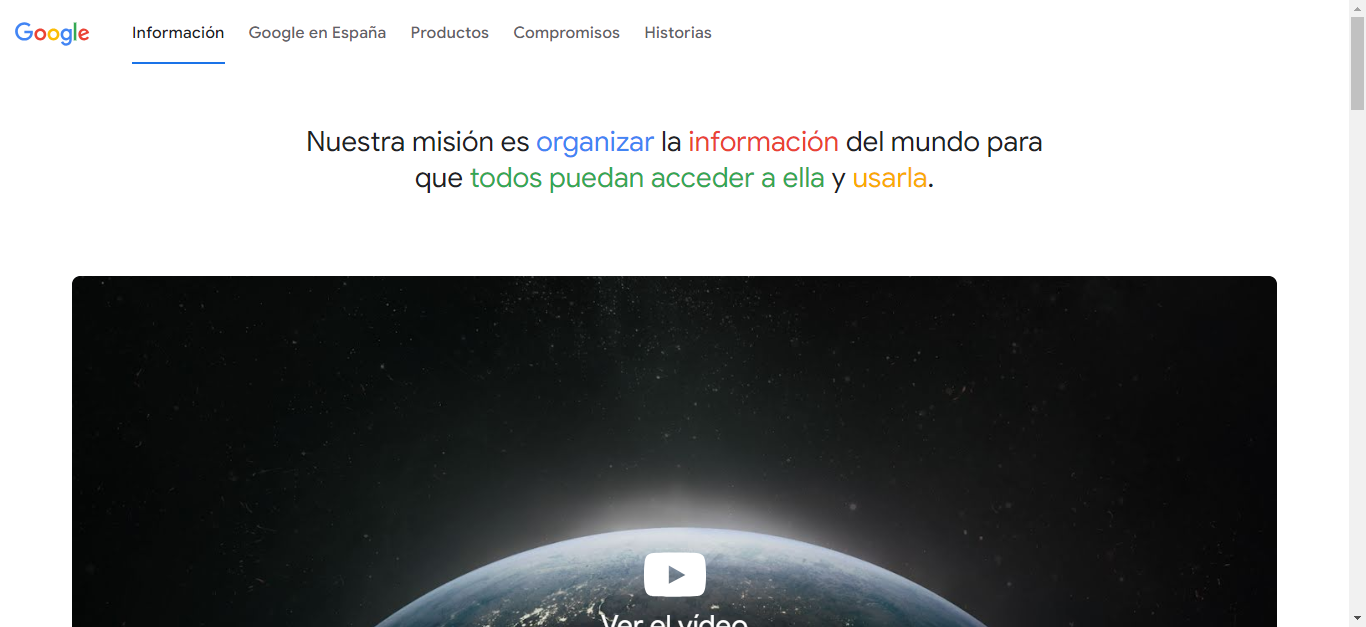 Google Información Google en España Productos Compromisos Historias
Nuestra misión es organizar la información del mundo para
que todos puedan acceder a ella y usarla.
Ver el vídeo